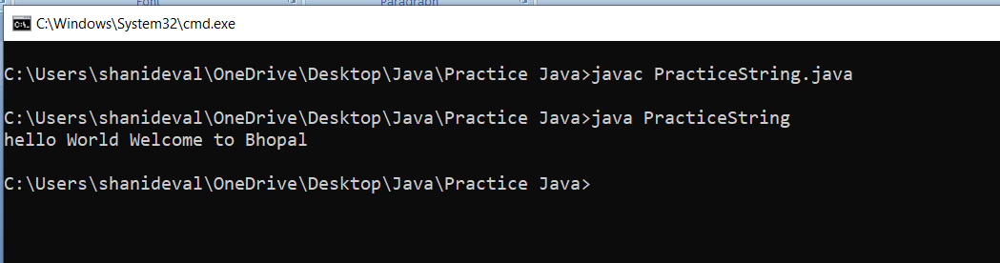 Font
Paragraph
C:\Windows\System32\cmd.exe
C:\Users\shanideval\OneDrive\Desktop\Java\Practice Java>javac PracticeString.java
C:\Users\shanideval\OneDrive\Desktop\Java\Practice Java>java PracticeString
hello World Welcome to Bhopal
C:\Users\shanideval\OneDrive\Desktop\Java\Practice Java>